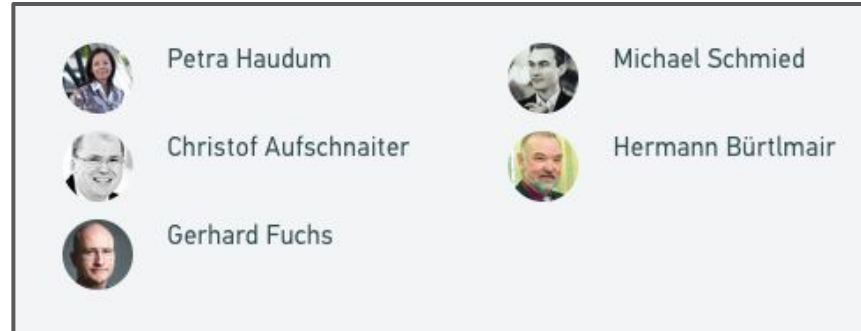 Petra Haudum
Michael Schmied
Christof Aufschnaiter
Hermann Bürtlmair
Gerhard Fuchs